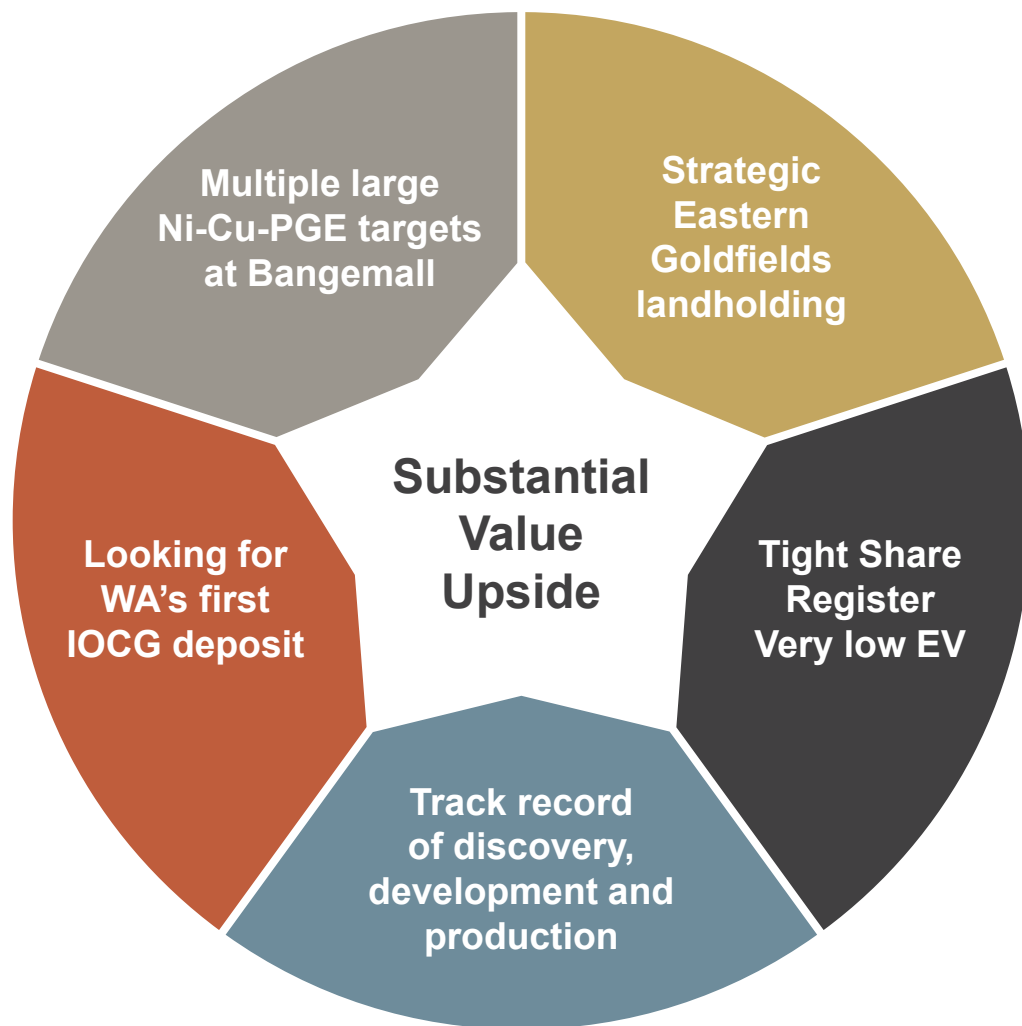 Multiple large
Ni-Cu-PGE targets
at Bangemall
Strategic
Eastern
Goldfields
landholding
Substantial
Value
Upside
Looking for
WA’s first
IOCG deposit
Tight Share
Register
Very low EV
Track record
of discovery,
development and
production